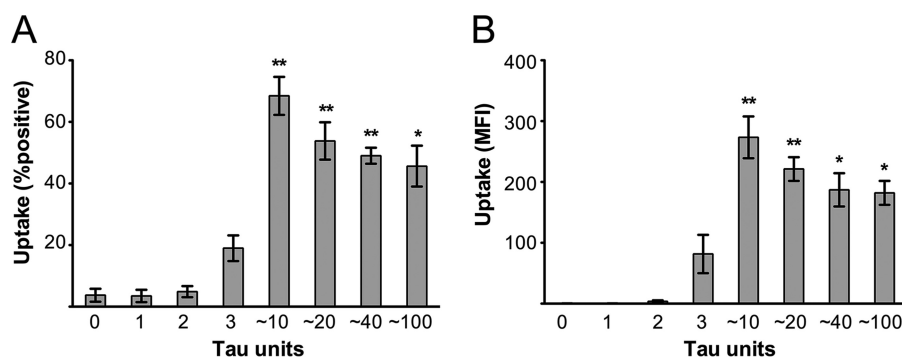 A
Uptake (%positive)
80
60
40
20
**
**
**
*
0 1 2 3 ~10 ~20 ~40 ~100
Tau units
B
Uptake (MFI)
400
300
200
100
**
**
*
*
0 1 2 3 ~10 ~20 ~40 ~100
Tau units